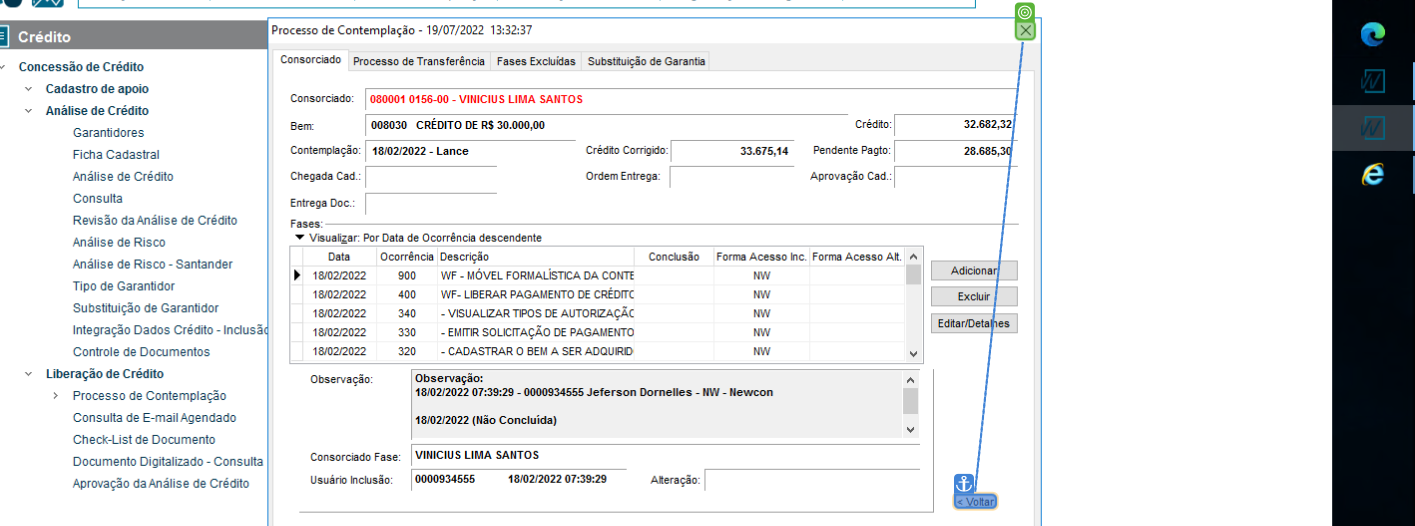 Processo de Contemplação - 19/07/2022 13:32:37
Crédito
Consorciado Processo de Transferência Fases Excluídas Substituição de Garantia
Concessão de Crédito
Cadastro de apoio
Análise de Crédito
Garantidores
Ficha Cadastral
Análise de Crédito
Consulta
Revisão da Análise de Crédito
Análise de Risco
Análise de Risco - Santander
Tipo de Garantidor
Substituição de Garantidor
Integração Dados Crédito - Inclusão
Controle de Documentos
Liberação de Crédito
Processo de Contemplação
Consulta de E-mail Agendado
Check-List de Documento
Documento Digitalizado - Consulta
Aprovação da Análise de Crédito
Consorciado: 080001 0156-00 - VINICIUS LIMA SANTOS
Bem: 008030 CRÉDITO DE R$ 30.000,00 Crédito: 32.682,32
Contemplação: 18/02/2022 - Lance Crédito Corrigido: 33.675,14 Pendente Pagto: 28.685,30
Chegada Cad.: Ordem Entrega: Aprovação Cad.:
Entrega Doc.:
Fases:
Visualizar: Por Data de Ocorrência descendente
Data Ocorrência Descrição Conclusão Forma Acesso Inc. Forma Acesso Alt.
18/02/2022 900 WF - MÓVEL FORMALÍSTICA DA CONTE NW
18/02/2022 400 WF- LIBERAR PAGAMENTO DE CRÉDITO NW
18/02/2022 340 - VISUALIZAR TIPOS DE AUTORIZAÇÃO NW
18/02/2022 330 - EMITIR SOLICITAÇÃO DE PAGAMENTO NW
18/02/2022 320 - CADASTRAR O BEM A SER ADQUIRID NW
Adicionar
Excluir
Editar/Detalhes
Observação: Observação:
18/02/2022 07:39:29 - 0000934555 Jeferson Dornelles - NW - Newcon
18/02/2022 (Não Concluída)
Consorciado Fase: VINICIUS LIMA SANTOS
Usuário Inclusão: 0000934555 18/02/2022 07:39:29 Alteração:
< Voltar